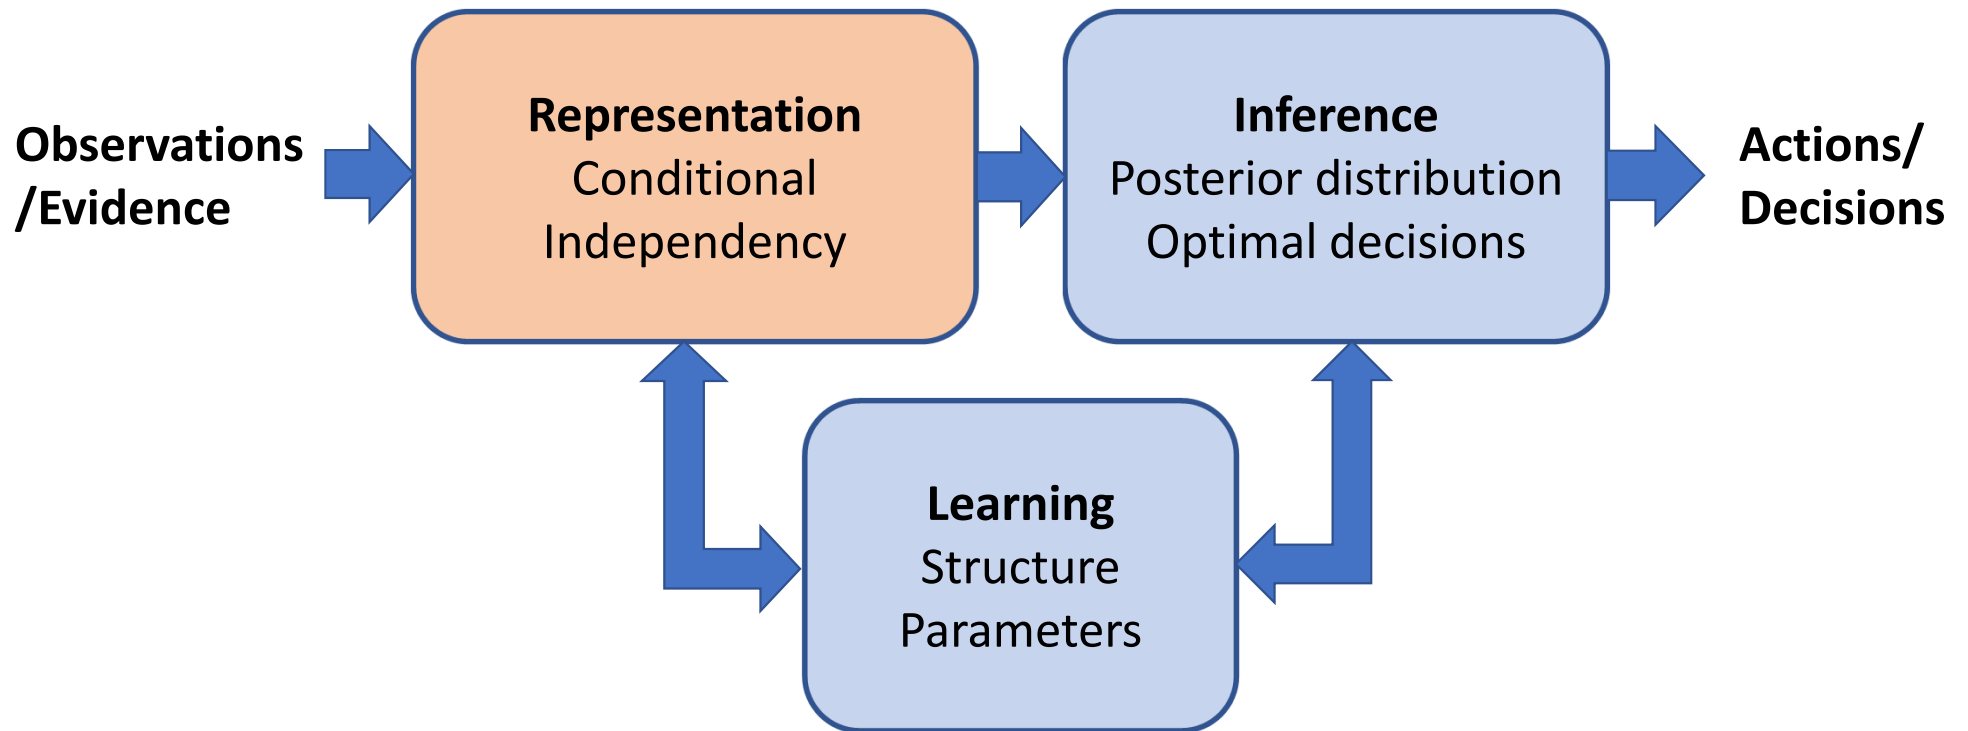 Observations
/Evidence
Representation
Conditional
Independency
Inference
Posterior distribution
Optimal decisions
Actions/
Decisions
Learning
Structure
Parameters